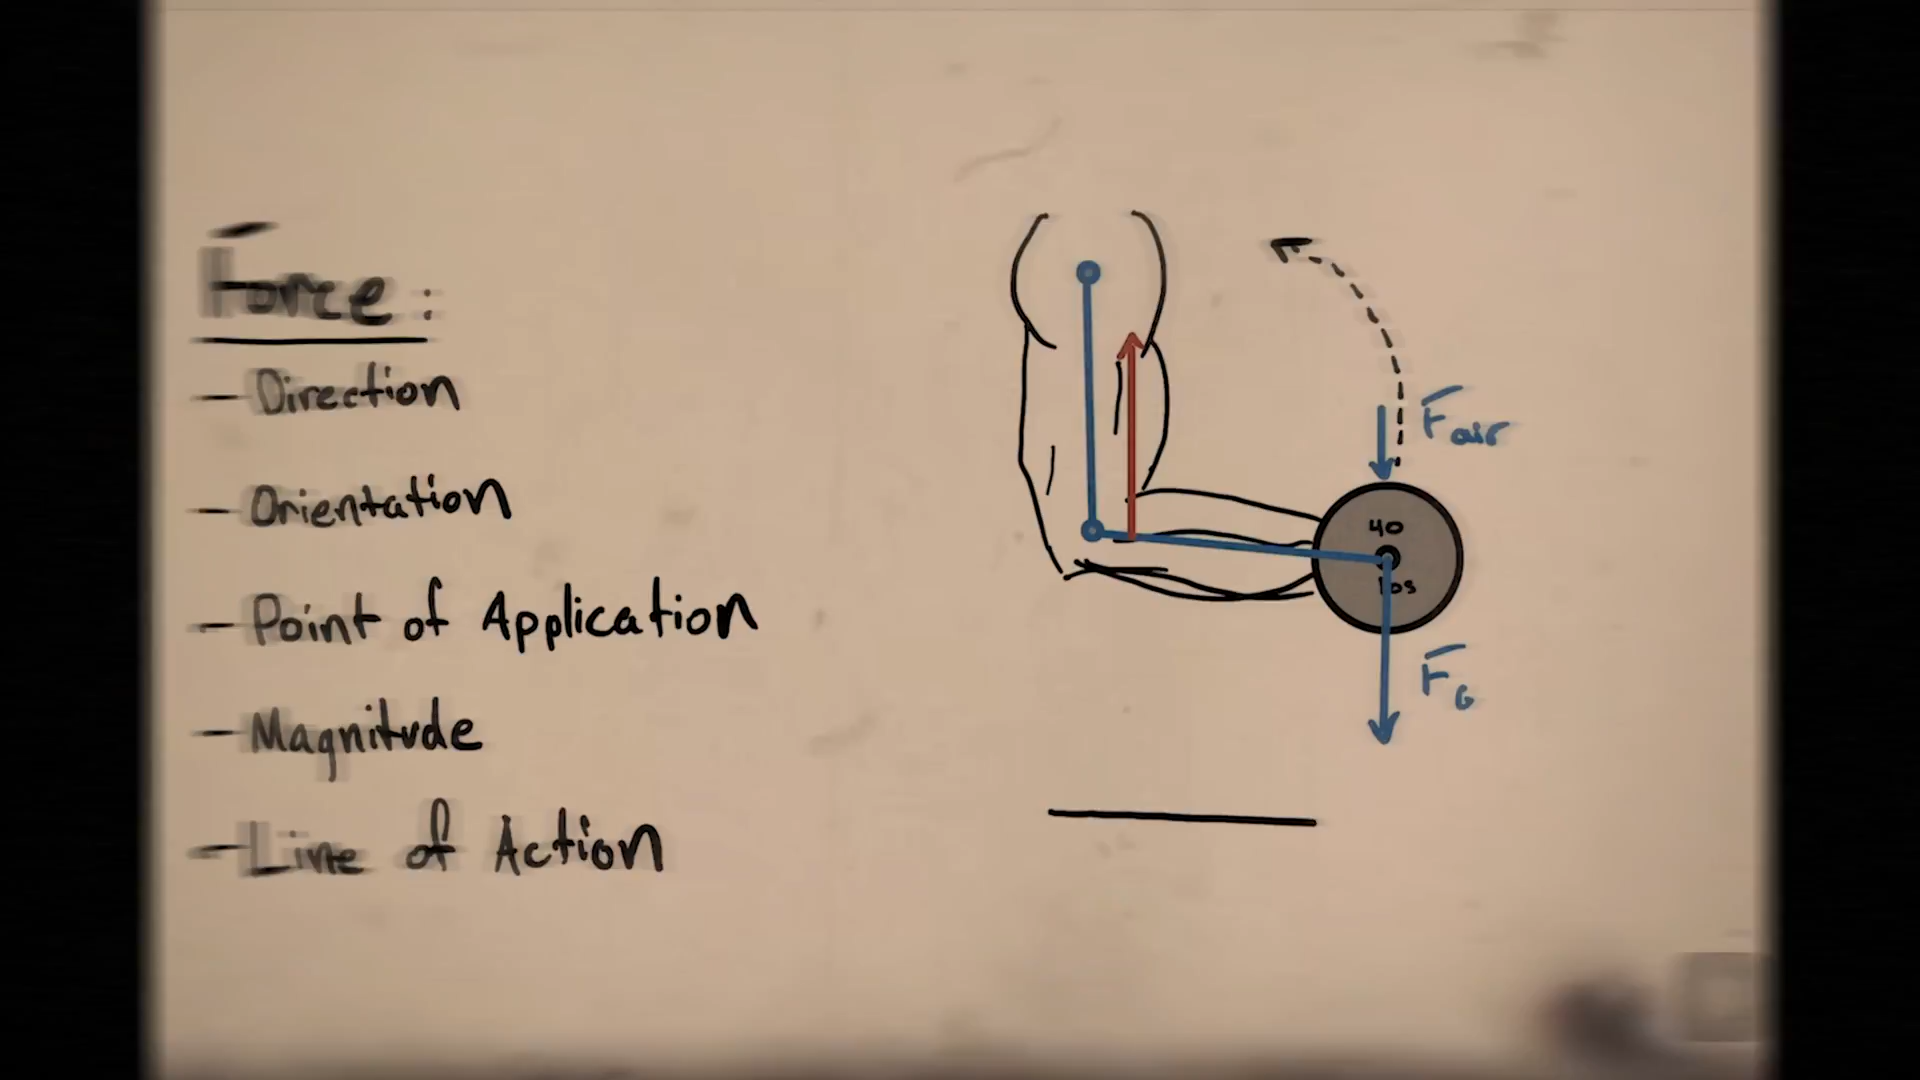 Force:
- Direction
- Orientation
- Point of Application
- Magnitude
- Line of Action
Fair
40
lbs
FG